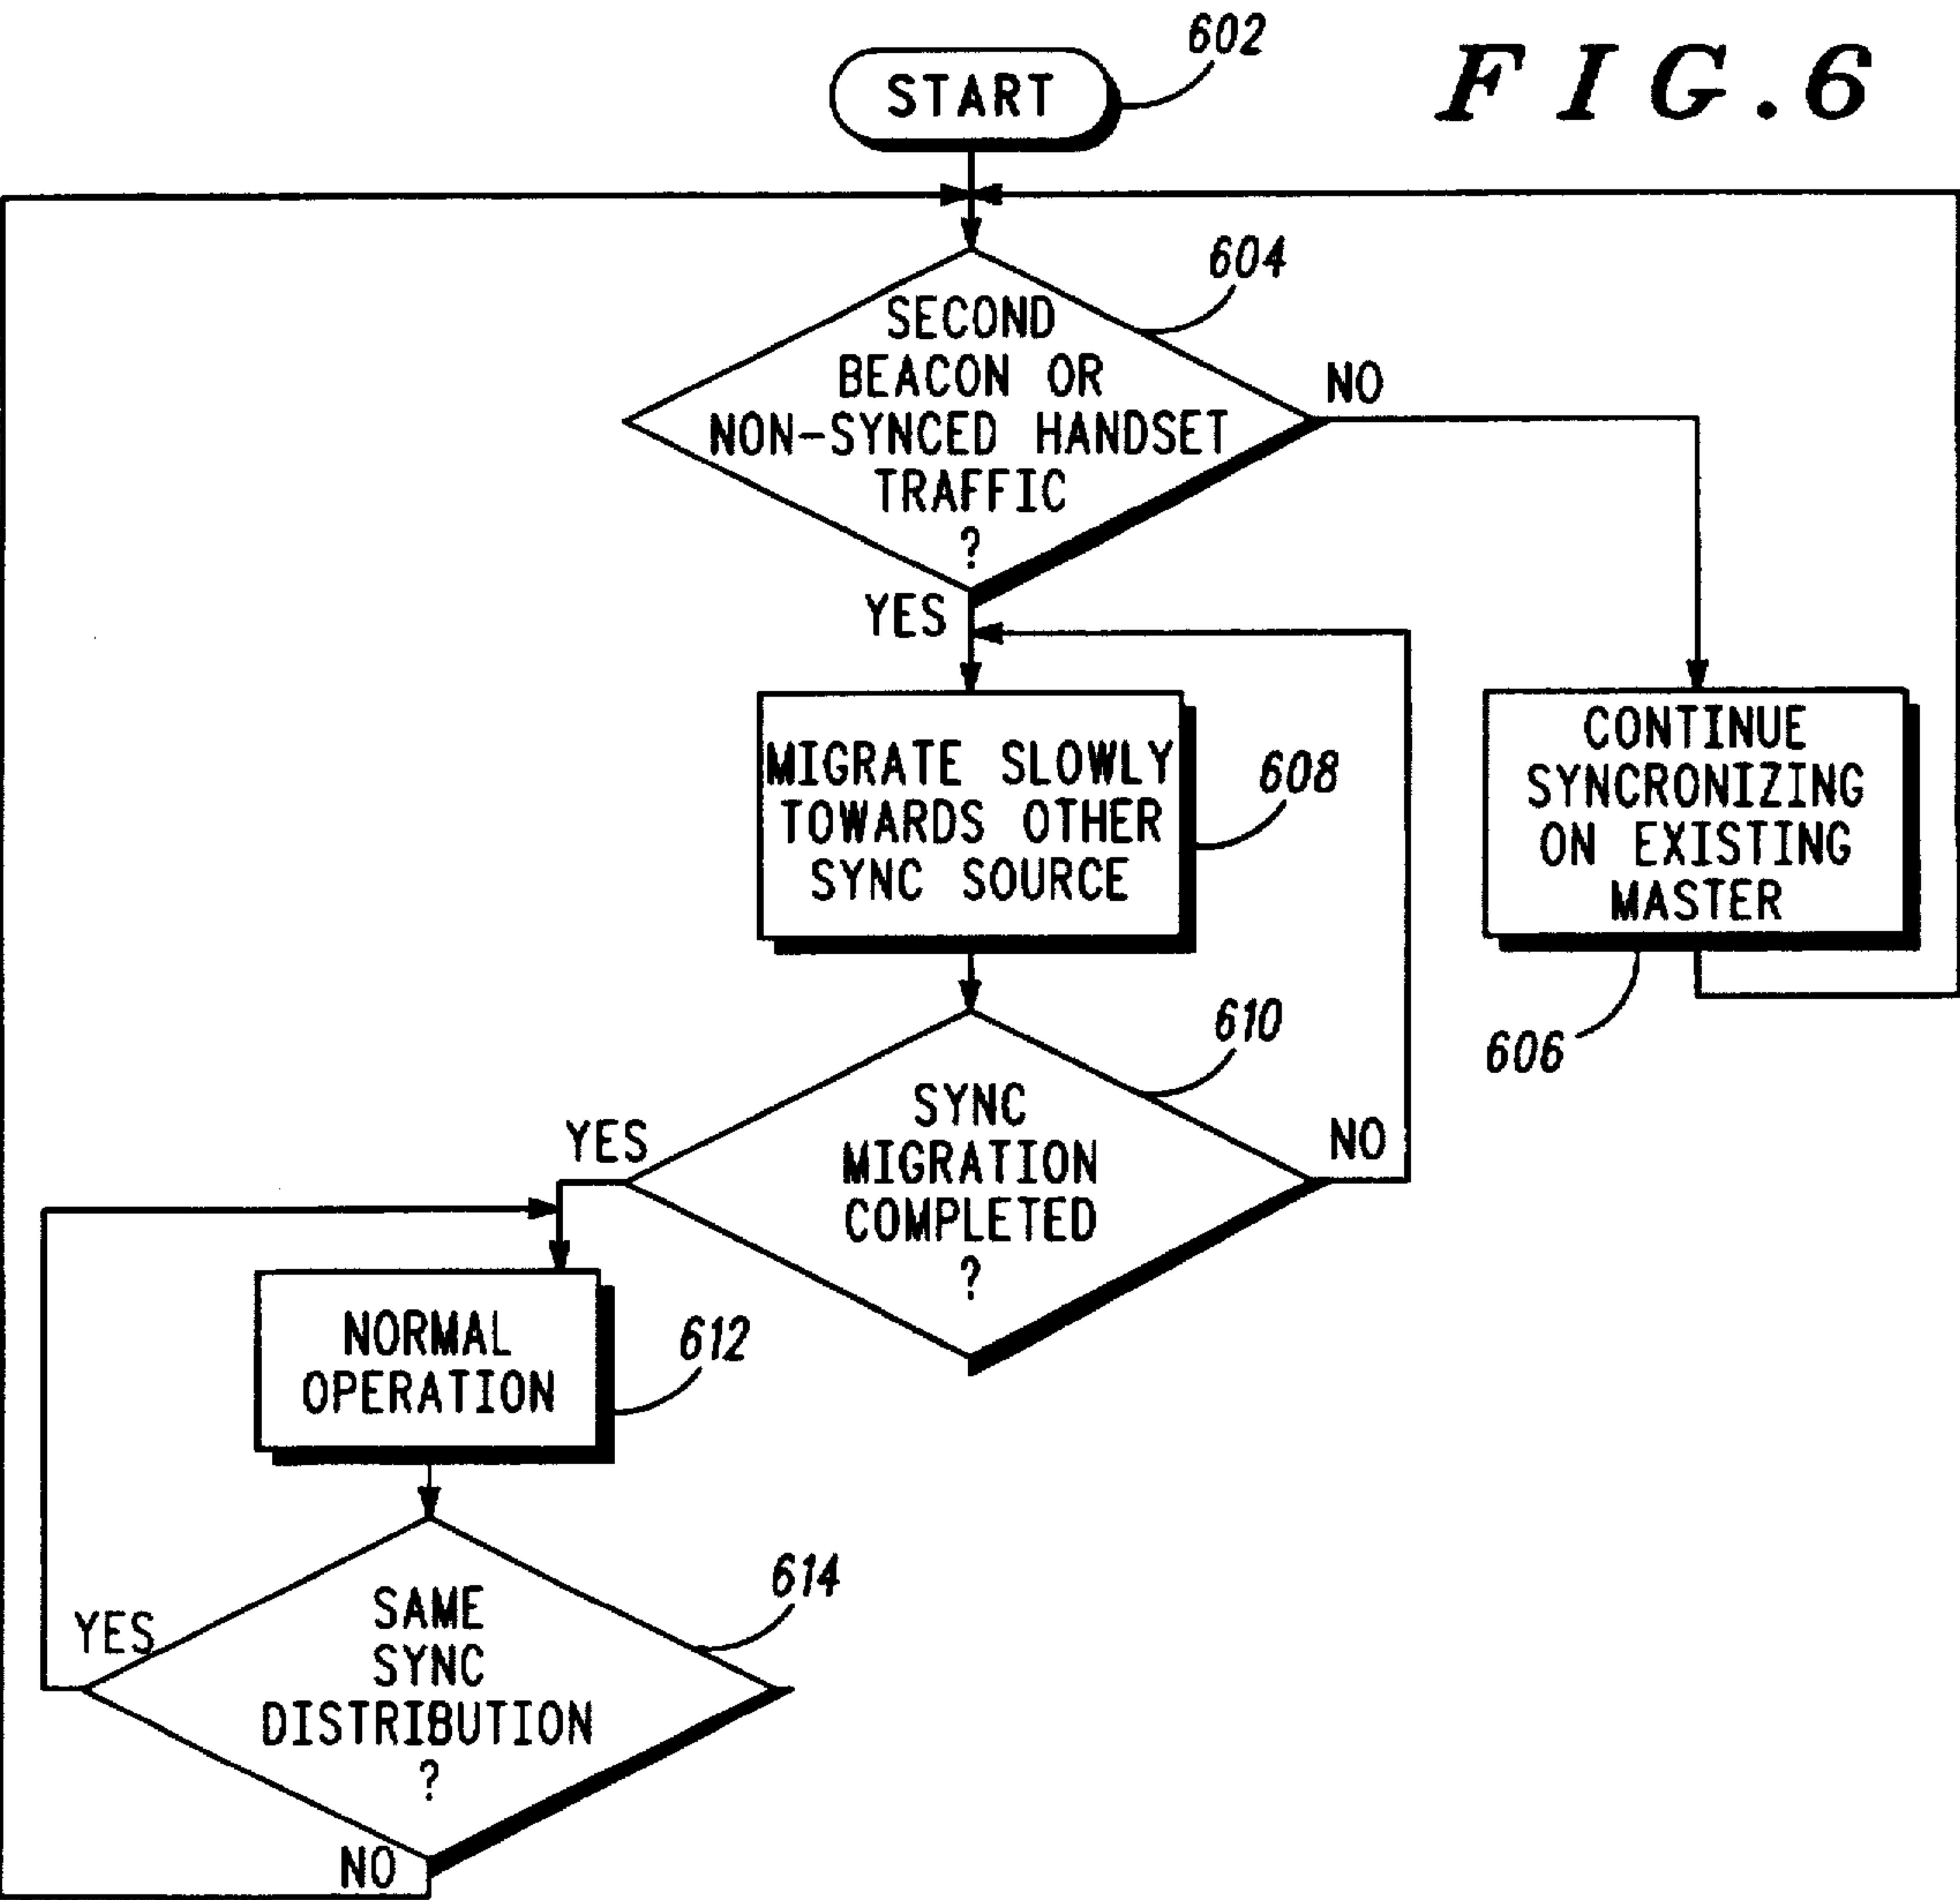 602
FIG.6
START
604
SECOND
BEACON OR
NON-SYNCED HANDSET
TRAFFIC
?
NO
YES
MIGRATE SLOWLY
TOWARDS OTHER
SYNC SOURCE
608
CONTINUE
SYNCRONIZING
ON EXISTING
MASTER
606
610
SYNC
MIGRATION
COMPLETED
?
YES
NO
NORMAL
OPERATION
612
614
SAME
SYNC
DISTRIBUTION
?
YES
NO